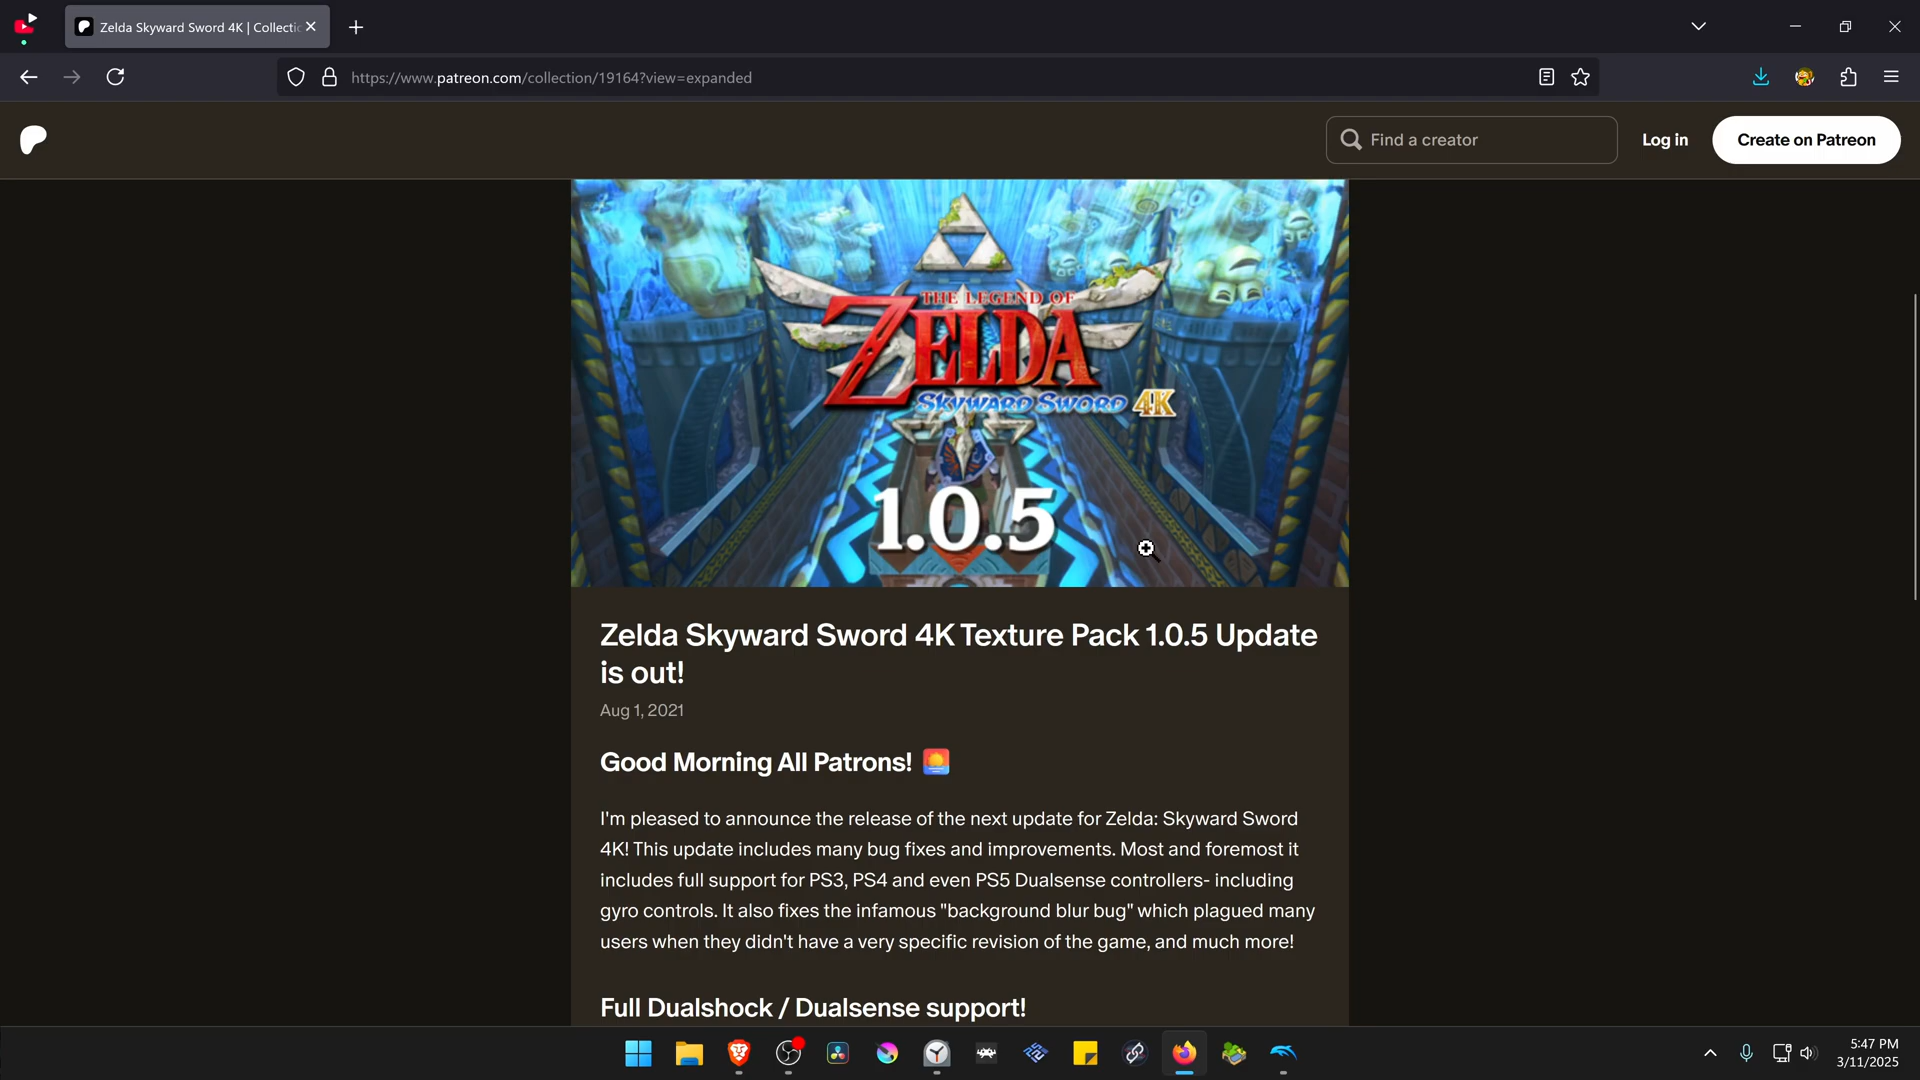 Zelda Skyward Sword 4K | Collectic
https://www.patreon.com/collection/19164?view=expanded
Find a creator
Log in
Create on Patreon
THE LEGEND OF
ZELDA
SKYWARD SWORD 4K
1.0.5
Zelda Skyward Sword 4K Texture Pack 1.0.5 Update
is out!
Aug 1, 2021
Good Morning All Patrons!
I'm pleased to announce the release of the next update for Zelda: Skyward Sword
4K! This update includes many bug fixes and improvements. Most and foremost it
includes full support for PS3, PS4 and even PS5 Dualsense controllers- including
gyro controls. It also fixes the infamous "background blur bug" which plagued many
users when they didn't have a very specific revision of the game, and much more!
Full Dualshock / Dualsense support!
5:47 PM
3/11/2025